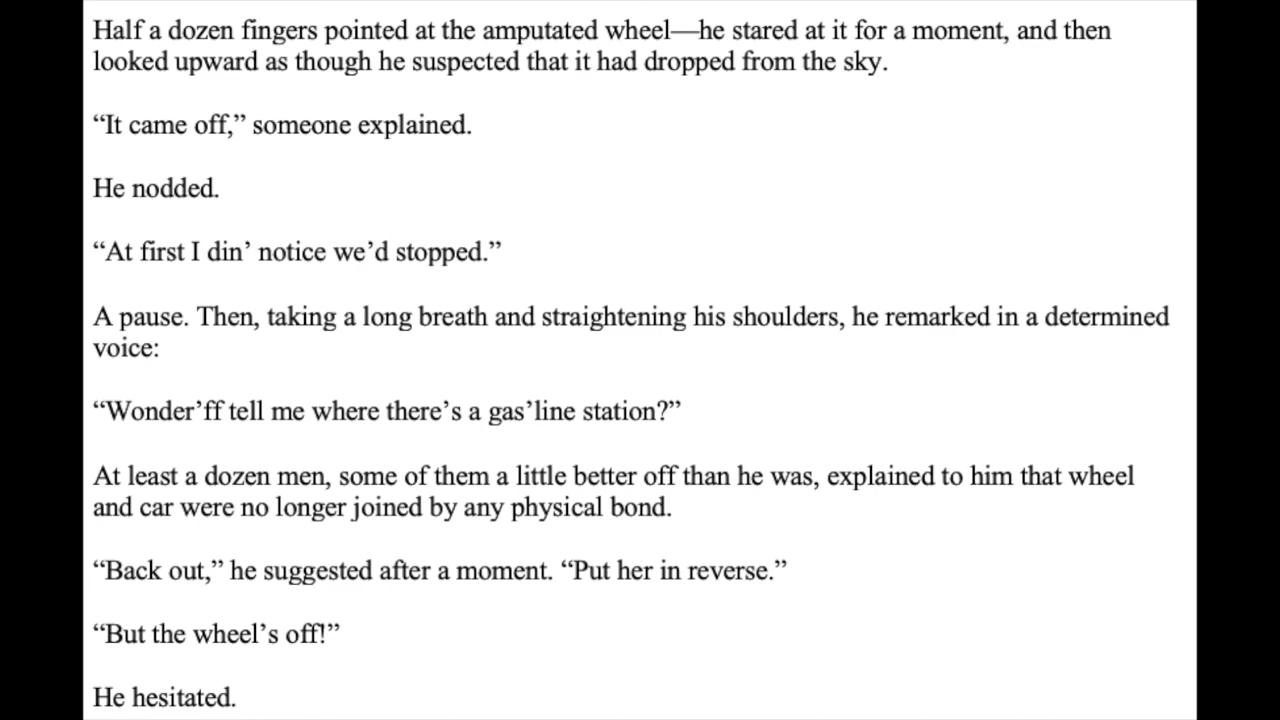 Half a dozen fingers pointed at the amputated wheel—he stared at it for a moment, and then
looked upward as though he suspected that it had dropped from the sky.
“It came off,” someone explained.
He nodded.
“At first I din’ notice we’d stopped.”
A pause. Then, taking a long breath and straightening his shoulders, he remarked in a determined
voice:
“Wonder’ff tell me where there’s a gas’line station?”
At least a dozen men, some of them a little better off than he was, explained to him that wheel
and car were no longer joined by any physical bond.
“Back out,” he suggested after a moment. “Put her in reverse.”
“But the wheel’s off!”
He hesitated.